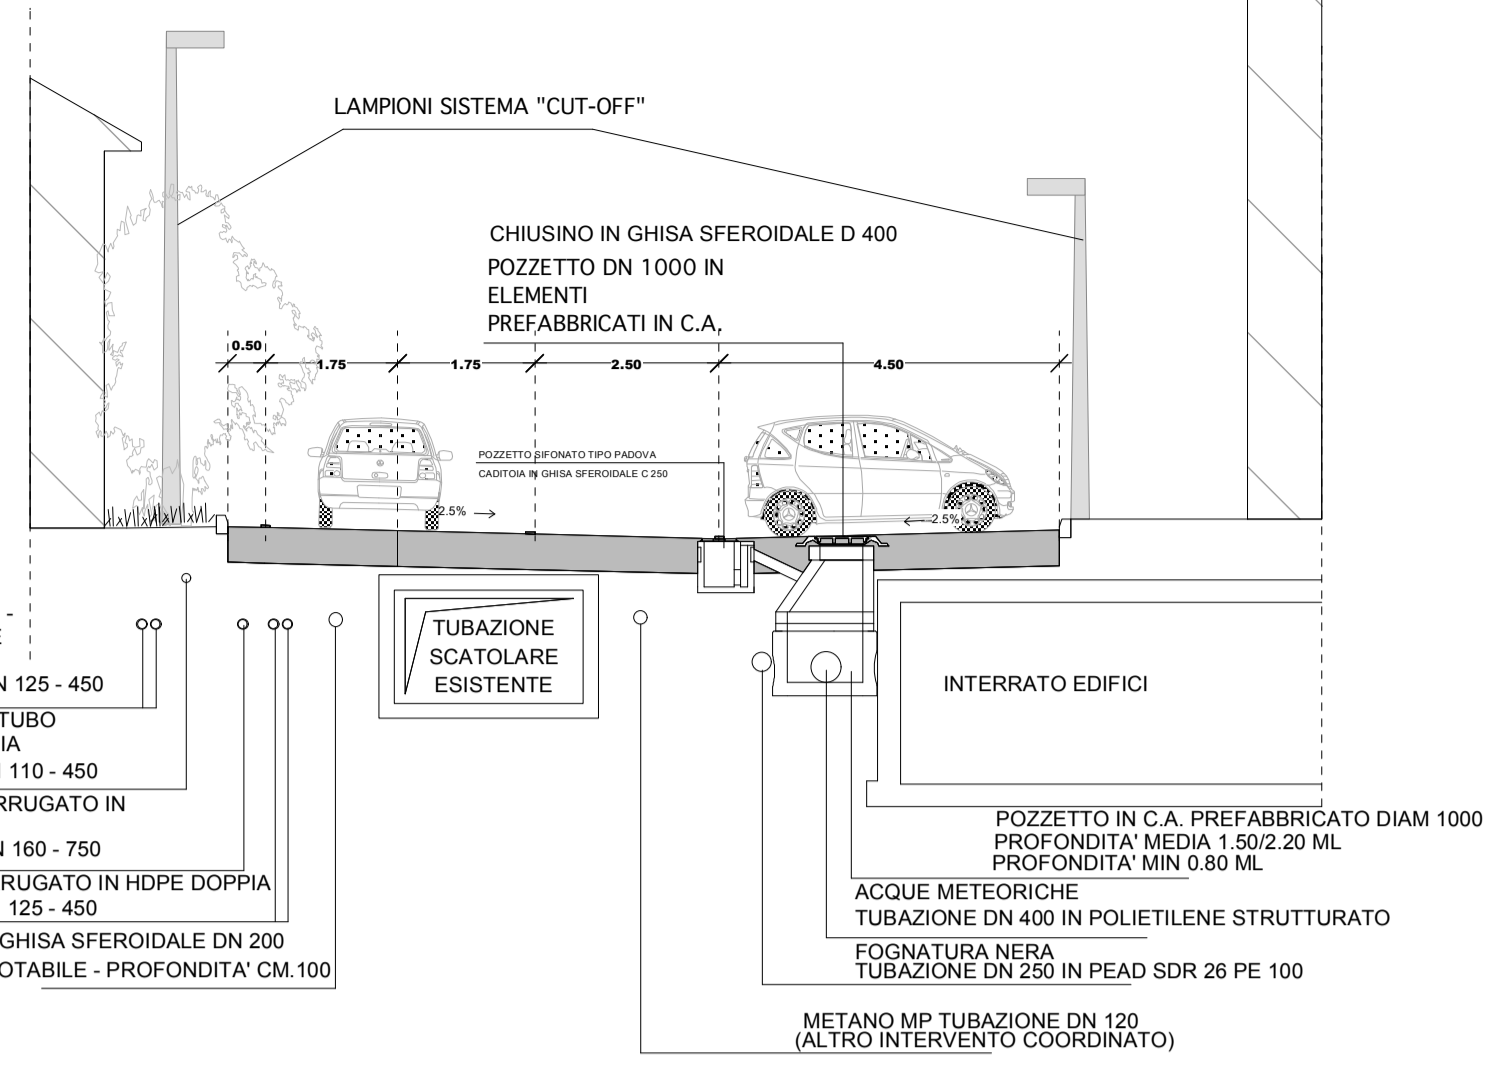 LAMPIONI SISTEMA "CUT-OFF"
CHIUSINO IN GHISA SFEROIDALE D 400
POZZETTO DN 1000 IN
ELEMENTI
PREFABBRICATI IN C.A.
0.50
1.75
1.75
2.50
4.50
POZZETTO SIFONATO TIPO PADOVA
CADITOIA IN GHISA SFEROIDALE C 250
2.5%
2.5%
TUBAZIONE
SCATOLARE
ESISTENTE
INTERRATO EDIFICI
-
E
N 125 - 450
TUBO
IA
110 - 450
RRUGATO IN
N 160 - 750
RUGATO IN HDPE DOPPIA
125 - 450
GHISA SFEROIDALE DN 200
OTABILE - PROFONDITA' CM.100
POZZETTO IN C.A. PREFABBRICATO DIAM 1000
PROFONDITA' MEDIA 1.50/2.20 ML
PROFONDITA' MIN 0.80 ML
ACQUE METEORICHE
TUBAZIONE DN 400 IN POLIETILENE STRUTTURATO
FOGNATURA NERA
TUBAZIONE DN 250 IN PEAD SDR 26 PE 100
METANO MP TUBAZIONE DN 120
(ALTRO INTERVENTO COORDINATO)